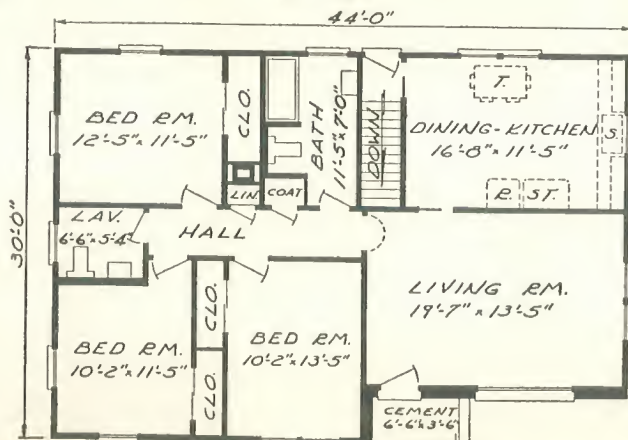 44'-0"
30'-0"
BED RM.
12'-5" x 11'-5"
CLO.
BATH
11'-5" x 7'-0"
DOWN
T.
DINING-KITCHEN
16'-8" x 11'-5"
S.
R.
ST.
LIN
COAT
LAV.
6'-6" x 5'-4"
HALL
LIVING RM.
19'-7" x 13'-5"
BED RM.
10'-2" x 11'-5"
CLO.
CLO.
BED RM.
10'-2" x 13'-5"
CEMENT
6'-6" x 3'-6"